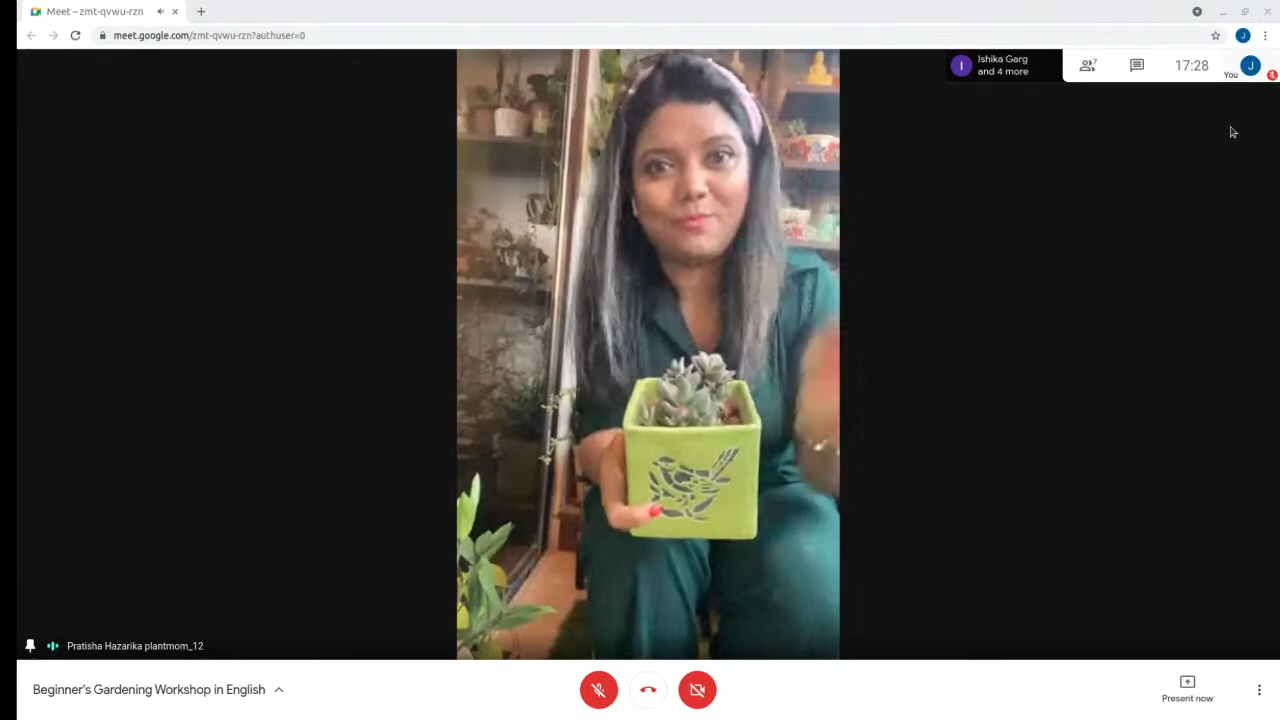 Meet – zmt-qvwu-rzn
meet.google.com/zmt-qvwu-rzn?authuser=0
I
Ishika Garg
and 4 more
7
17:28
You
J
J
Pratisha Hazarika plantmom_12
Beginner's Gardening Workshop in English
Present now